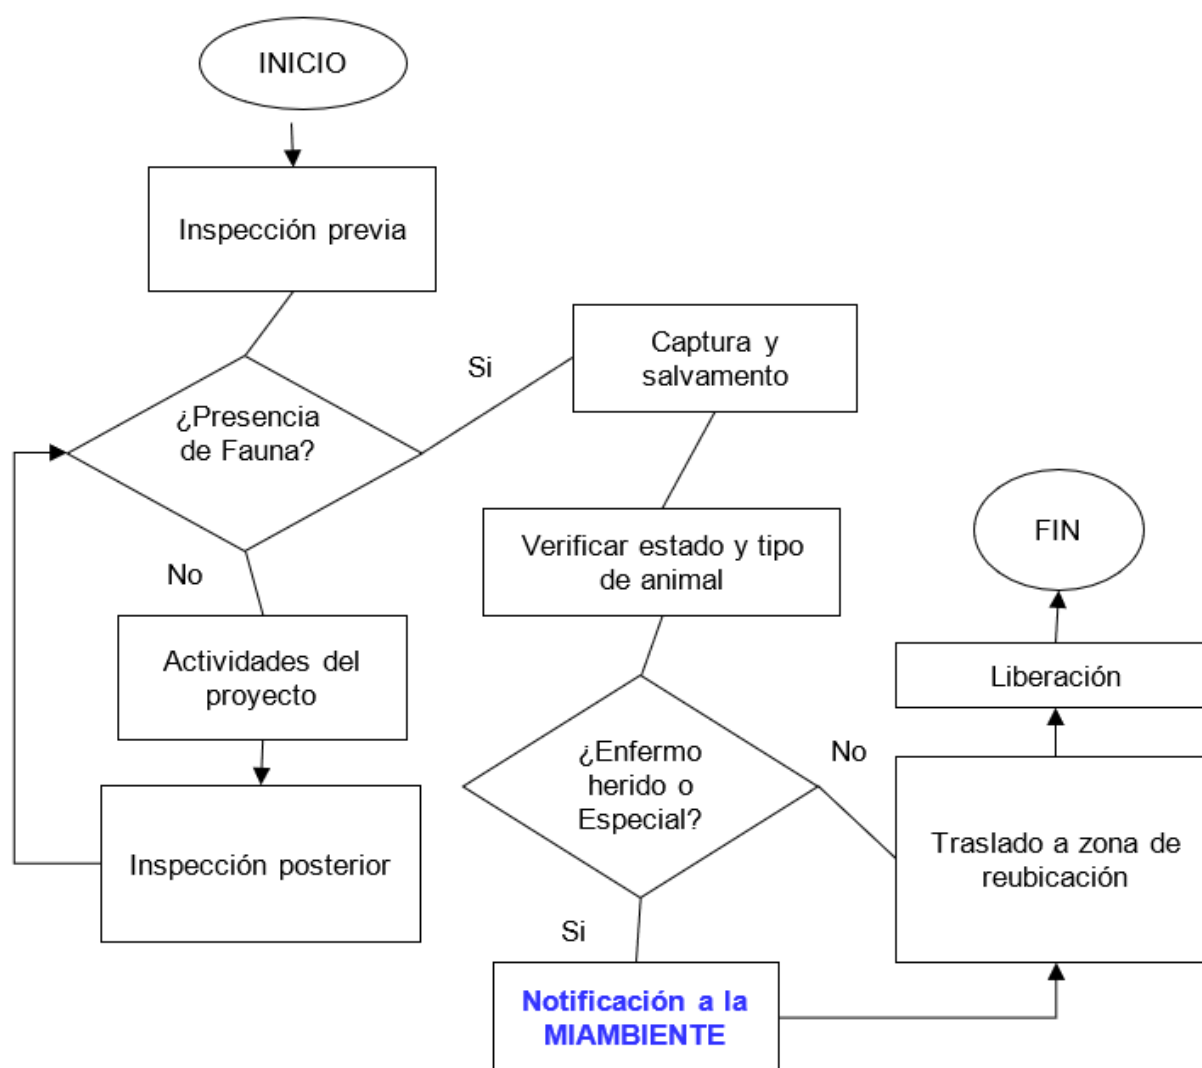 INICIO
Inspección previa
¿Presencia
de Fauna?
Si
No
Actividades del
proyecto
Inspección posterior
Captura y
salvamento
Verificar estado y tipo
de animal
¿Enfermo
herido o
Especial?
No
Si
Notificación a la
MIAMBIENTE
Traslado a zona de
reubicación
Liberación
FIN